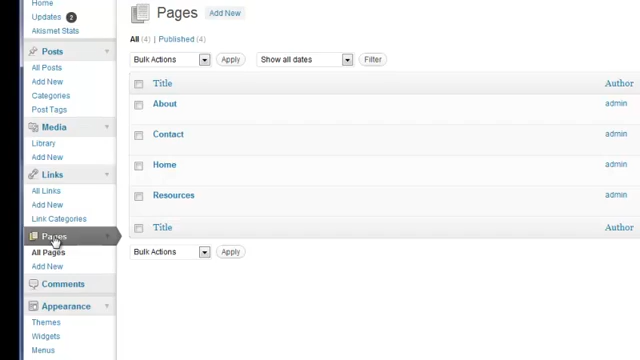 Home
Updates 2
Akismet Stats
Posts
All Posts
Add New
Categories
Post Tags
Media
Library
Add New
Links
All Links
Add New
Link Categories
Pages
All Pages
Add New
Comments
Appearance
Themes
Widgets
Menus
Pages Add New
All (4) | Published (4)
Bulk Actions Apply Show all dates Filter
Title Author
About admin
Contact admin
Home admin
Resources admin
Title Author
Bulk Actions Apply